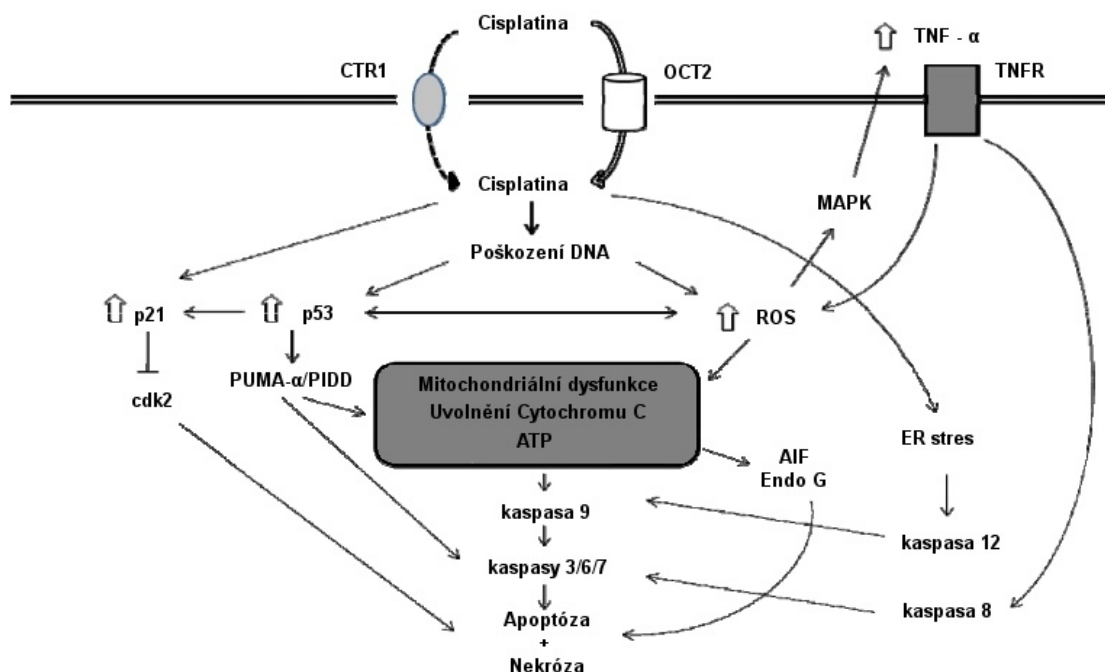 Cisplatina
TNF - α
CTR1
OCT2
TNFR
Cisplatina
MAPK
Poškození DNA
p21
p53
ROS
PUMA-α/PIDD
cdk2
Mitochondriální dysfunkce
Uvolnění Cytochromu C
ATP
ER stres
AIF
Endo G
kaspasa 9
kaspasa 12
kaspasy 3/6/7
kaspasa 8
Apoptóza
+
Nekróza